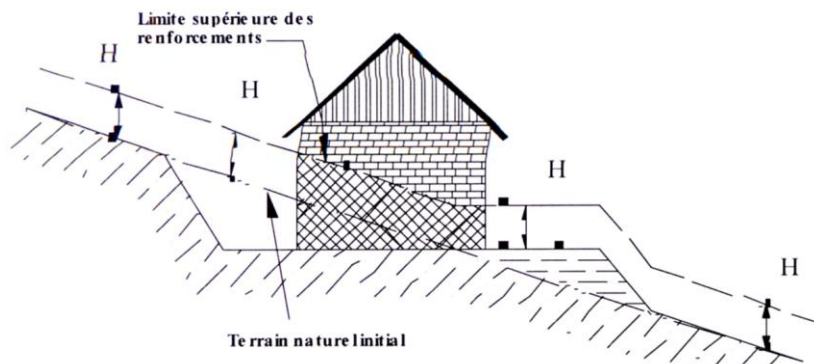 Limite supérieure des
renforcements
H
H
H
H
Terrain naturel initial